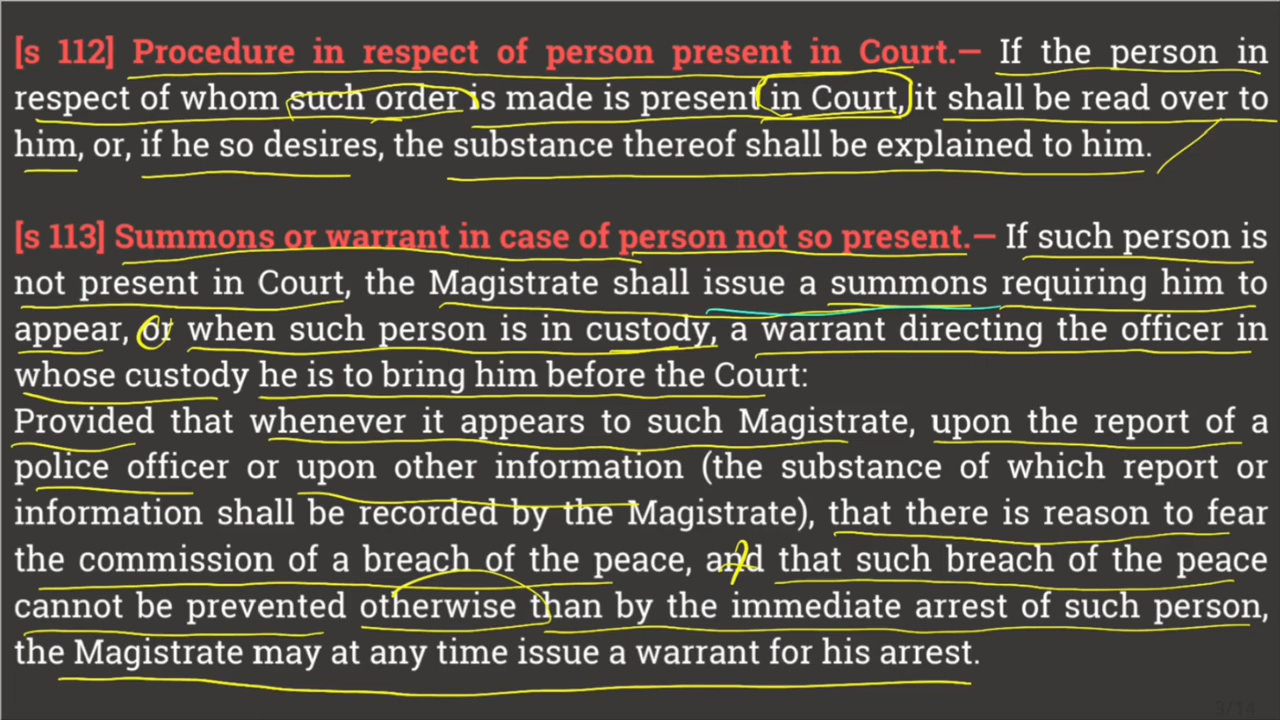 [s 112] Procedure in respect of person present in Court.— If the person in
respect of whom such order is made is present in Court, it shall be read over to
him, or, if he so desires, the substance thereof shall be explained to him.
[s 113] Summons or warrant in case of person not so present.— If such person is
not present in Court, the Magistrate shall issue a summons requiring him to
appear, or when such person is in custody, a warrant directing the officer in
whose custody he is to bring him before the Court:
Provided that whenever it appears to such Magistrate, upon the report of a
police officer or upon other information (the substance of which report or
information shall be recorded by the Magistrate), that there is reason to fear
the commission of a breach of the peace, and that such breach of the peace
cannot be prevented otherwise than by the immediate arrest of such person,
the Magistrate may at any time issue a warrant for his arrest.